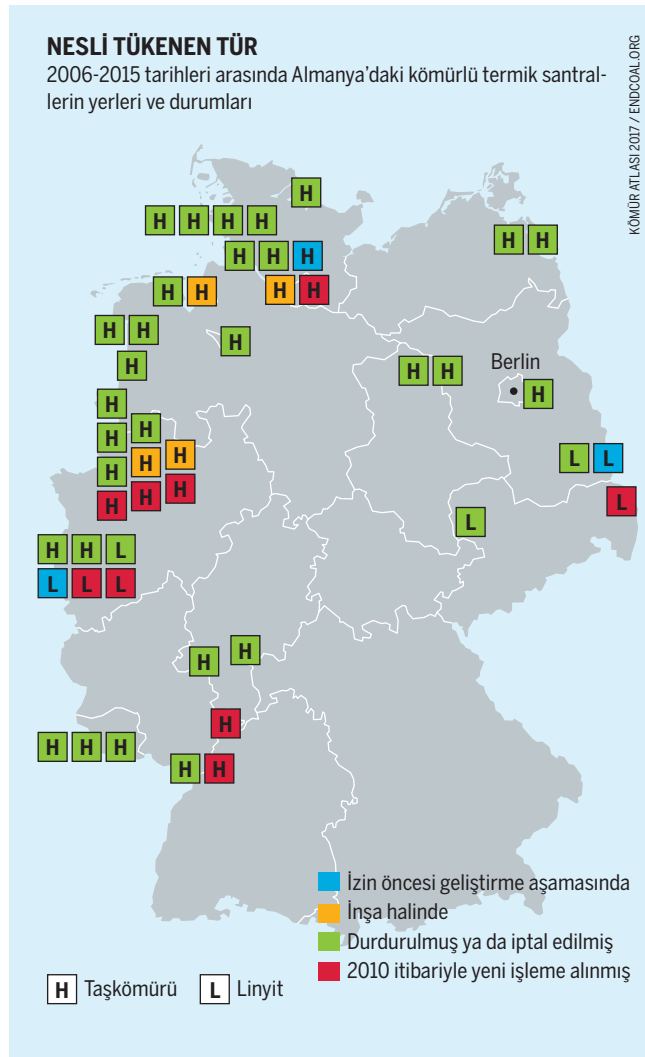 NESLİ TÜKENEN TÜR
2006-2015 tarihleri arasında Almanya'daki kömürlü termik santral-
lerin yerleri ve durumları
KÖMÜR ATLASI 2017 / ENDCOAL.ORG
H
H H H H
H H
H H H
H H H H
H H
H
H
H H
Berlin
H
H
H H
H H H
L L
H H H
L
L
H H L
L L L
H H
H
H H H
H H
İzin öncesi geliştirme aşamasında
İnşa halinde
Durdurulmuş ya da iptal edilmiş
2010 itibariyle yeni işleme alınmış
H Taşkömürü L Linyit